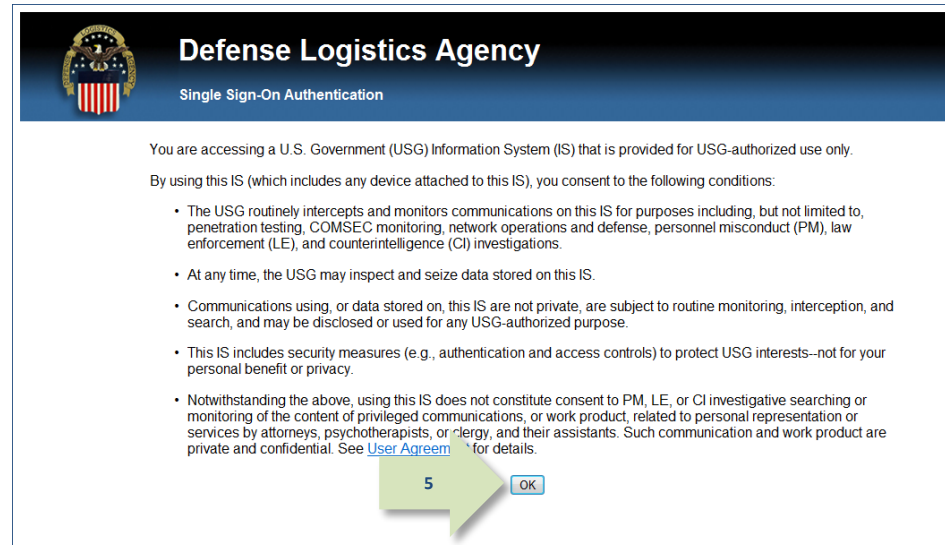 Defense Logistics Agency
Single Sign-On Authentication
You are accessing a U.S. Government (USG) Information System (IS) that is provided for USG-authorized use only.
By using this IS (which includes any device attached to this IS), you consent to the following conditions:
• The USG routinely intercepts and monitors communications on this IS for purposes including, but not limited to,
penetration testing, COMSEC monitoring, network operations and defense, personnel misconduct (PM), law
enforcement (LE), and counterintelligence (CI) investigations.
• At any time, the USG may inspect and seize data stored on this IS.
• Communications using, or data stored on, this IS are not private, are subject to routine monitoring, interception, and
search, and may be disclosed or used for any USG-authorized purpose.
• This IS includes security measures (e.g., authentication and access controls) to protect USG interests--not for your
personal benefit or privacy.
• Notwithstanding the above, using this IS does not constitute consent to PM, LE, or CI investigative searching or
monitoring of the content of privileged communications, or work product, related to personal representation or
services by attorneys, psychotherapists, or clergy, and their assistants. Such communication and work product are
private and confidential. See User Agreement for details.
5
OK